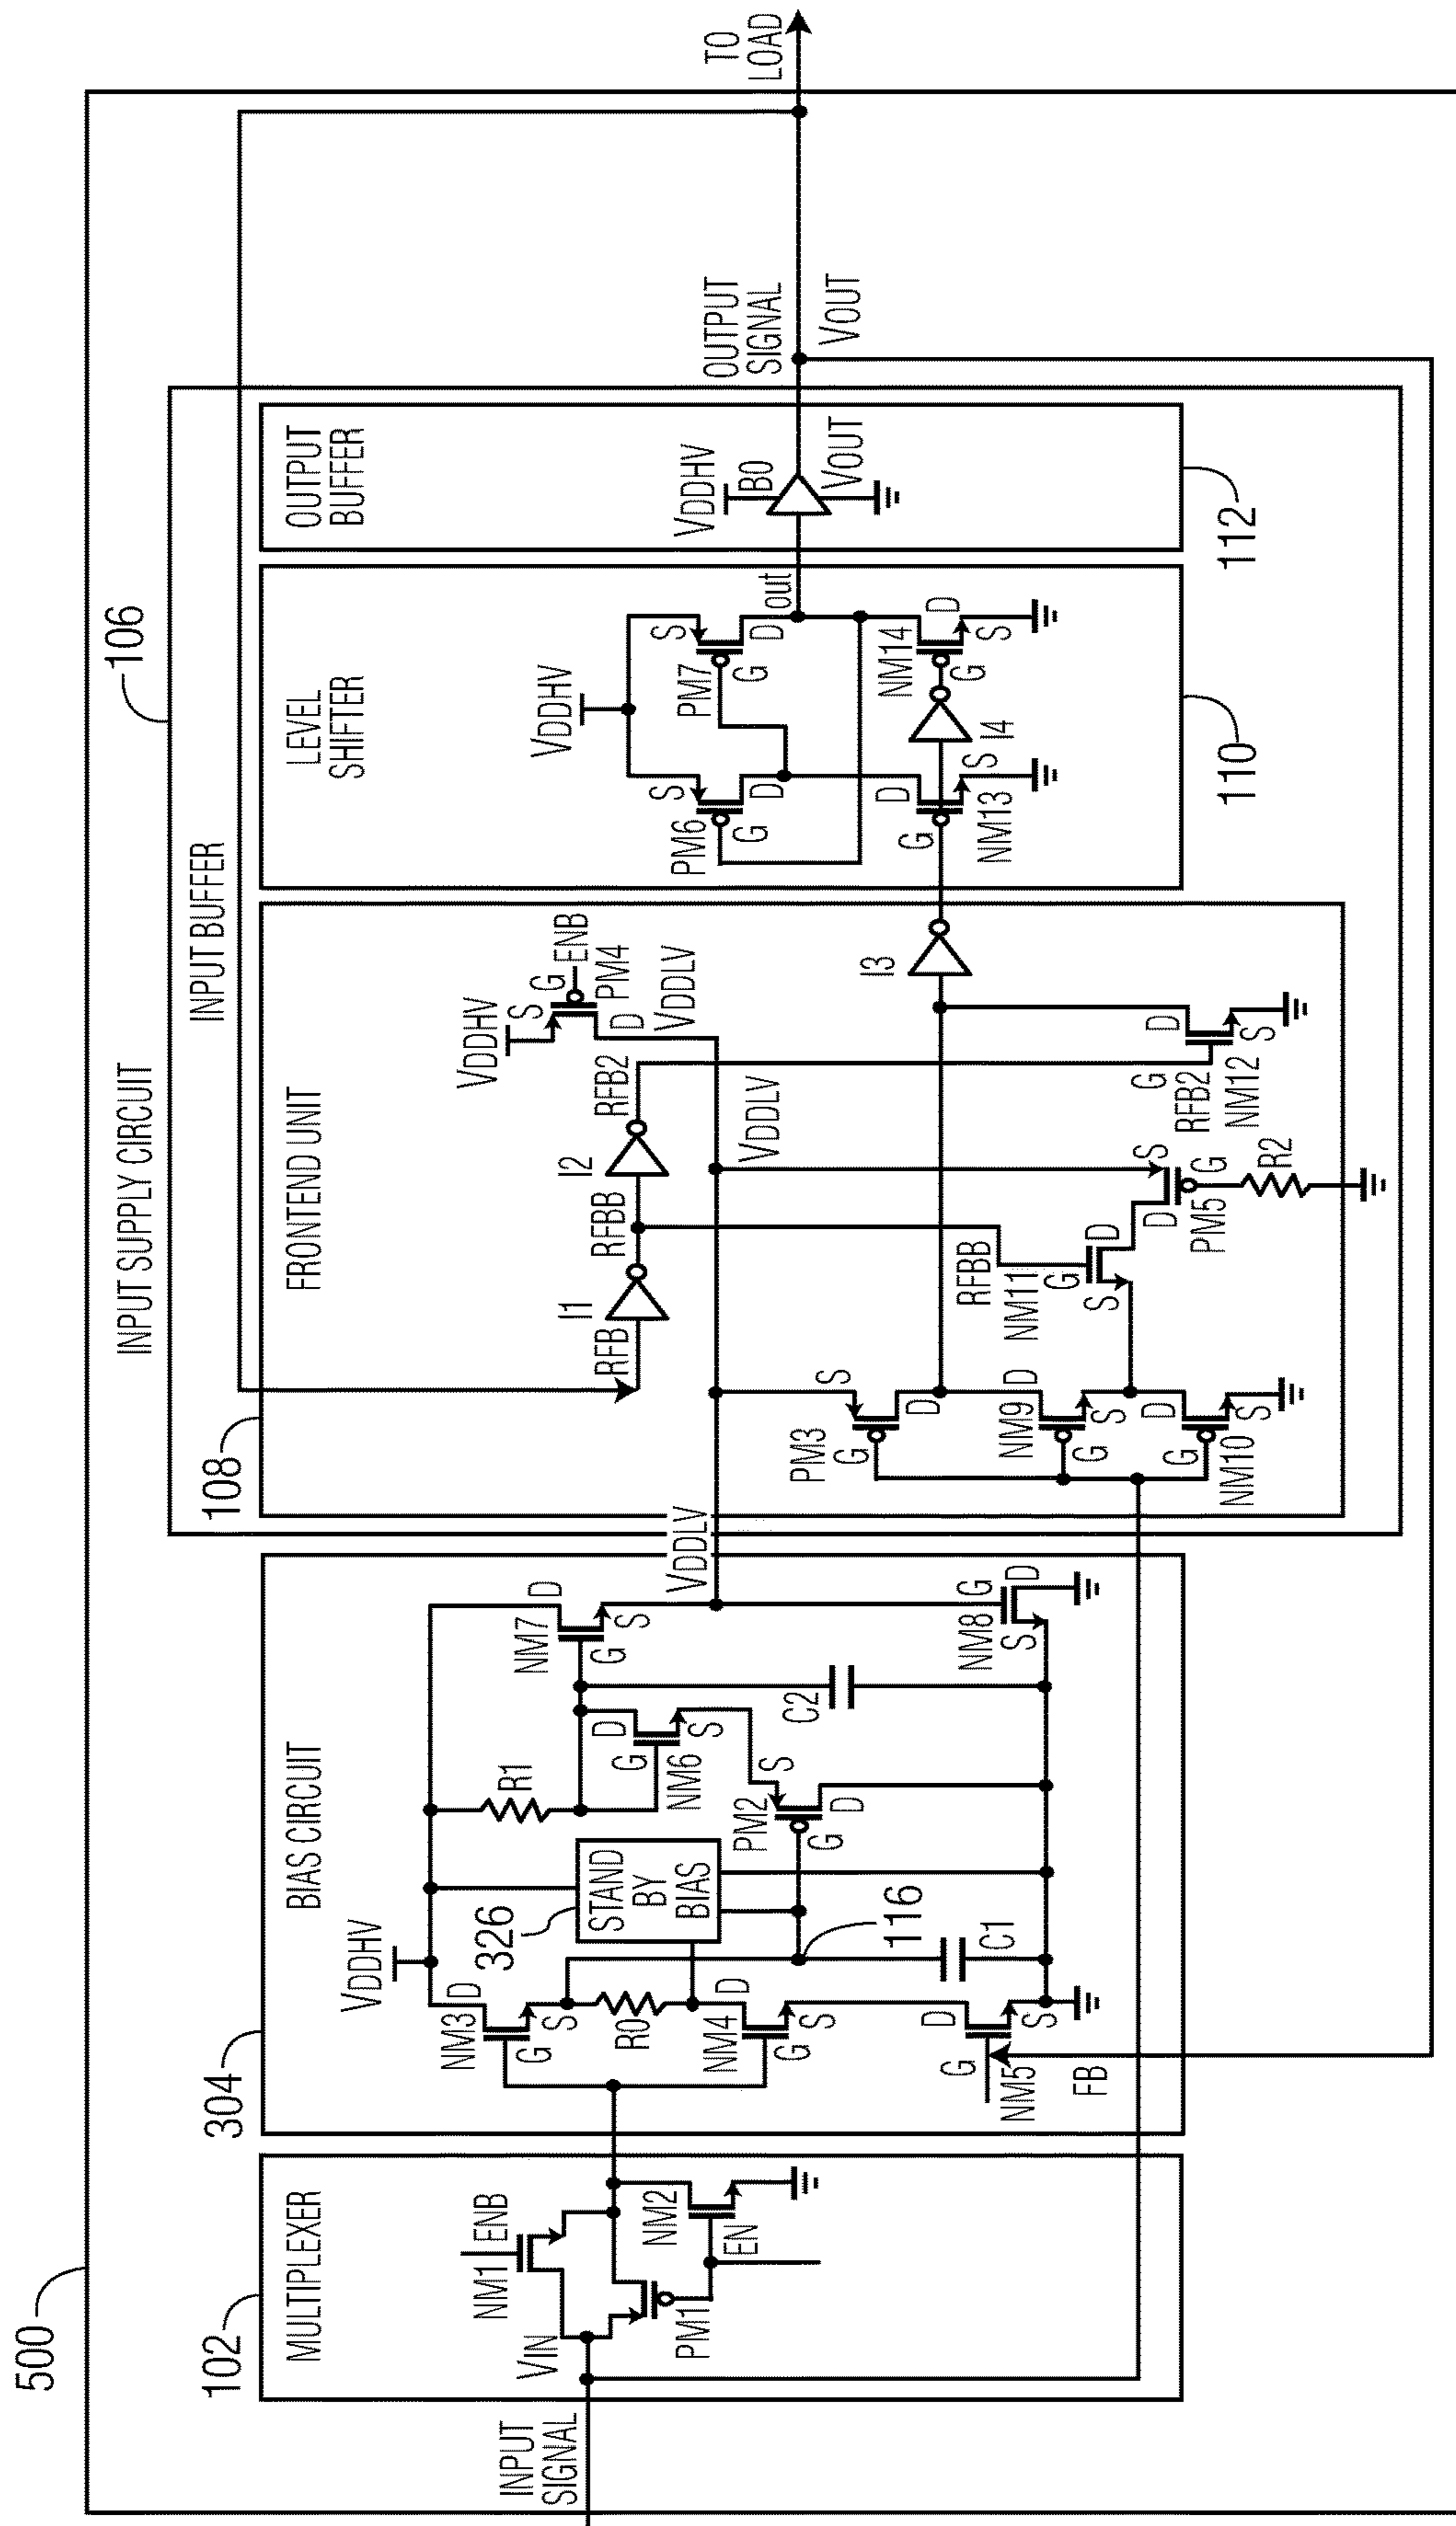 500
INPUT SUPPLY CIRCUIT
106
INPUT BUFFER
INPUT
SIGNAL
102
MULTIPLEXER
NM1
ENB
VIN
PM1
NM2
EN
304
BIAS CIRCUIT
VDDHV
NM3
D
G
S
R0
NM4
D
G
S
NM5
D
G
S
FB
326
STAND
BY
BIAS
116
C1
R1
NM6
D
G
S
PM2
S
G
D
C2
NM7
D
G
S
NM8
G
D
S
VDDLV
108
FRONTEND UNIT
RFB
I1
RFBB
I2
RFB2
VDDHV
S
G
ENB
PM4
D
VDDLV
VDDLV
PM3
S
G
D
NM9
D
G
S
NM10
D
G
S
RFBB
NM11
G
D
S
PM5
S
D
G
R2
G
RFB2
NM12
D
S
I3
LEVEL
SHIFTER
VDDHV
PM6
S
G
D
PM7
S
G
D
out
NM13
D
G
S
I4
NM14
D
G
S
110
OUTPUT
BUFFER
VDDHV
B0
VOUT
112
OUTPUT
SIGNAL
VOUT
TO
LOAD